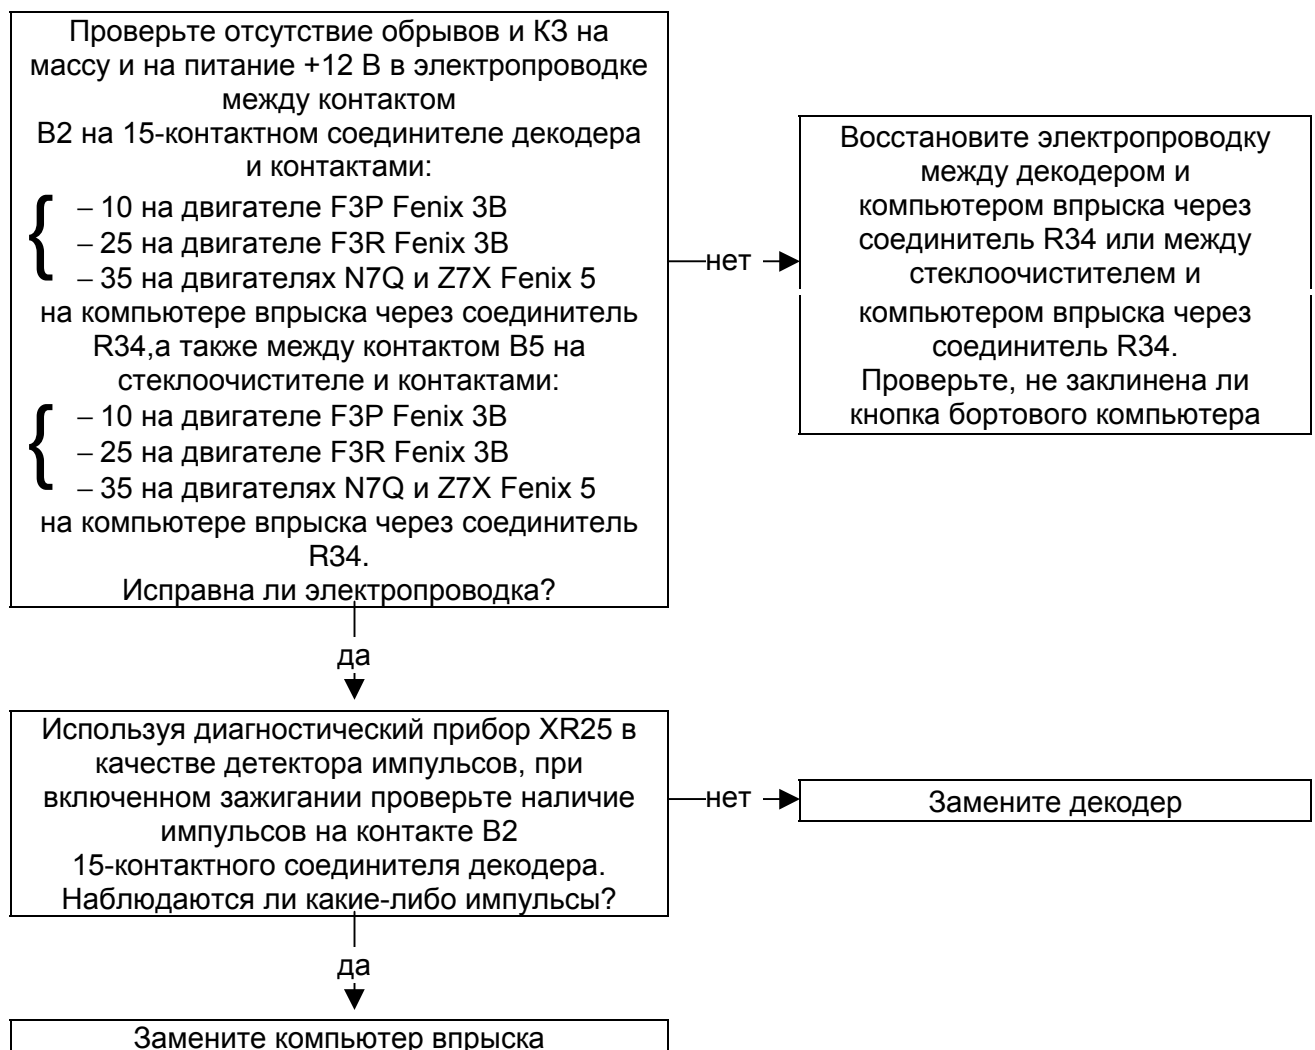 Проверьте отсутствие обрывов и КЗ на
массу и на питание +12 В в электропроводке
между контактом
В2 на 15-контактном соединителе декодера
и контактами:
– 10 на двигателе F3P Fenix 3B
– 25 на двигателе F3R Fenix 3B
– 35 на двигателях N7Q и Z7X Fenix 5
на компьютере впрыска через соединитель
R34,а также между контактом В5 на
стеклоочистителе и контактами:
– 10 на двигателе F3P Fenix 3B
– 25 на двигателе F3R Fenix 3B
– 35 на двигателях N7Q и Z7X Fenix 5
на компьютере впрыска через соединитель
R34.
Исправна ли электропроводка?
нет
Восстановите электропроводку
между декодером и
компьютером впрыска через
соединитель R34 или между
стеклоочистителем и
компьютером впрыска через
соединитель R34.
Проверьте, не заклинена ли
кнопка бортового компьютера
да
Используя диагностический прибор XR25 в
качестве детектора импульсов, при
включенном зажигании проверьте наличие
импульсов на контакте В2
15-контактного соединителя декодера.
Наблюдаются ли какие-либо импульсы?
нет
Замените декодер
да
Замените компьютер впрыска